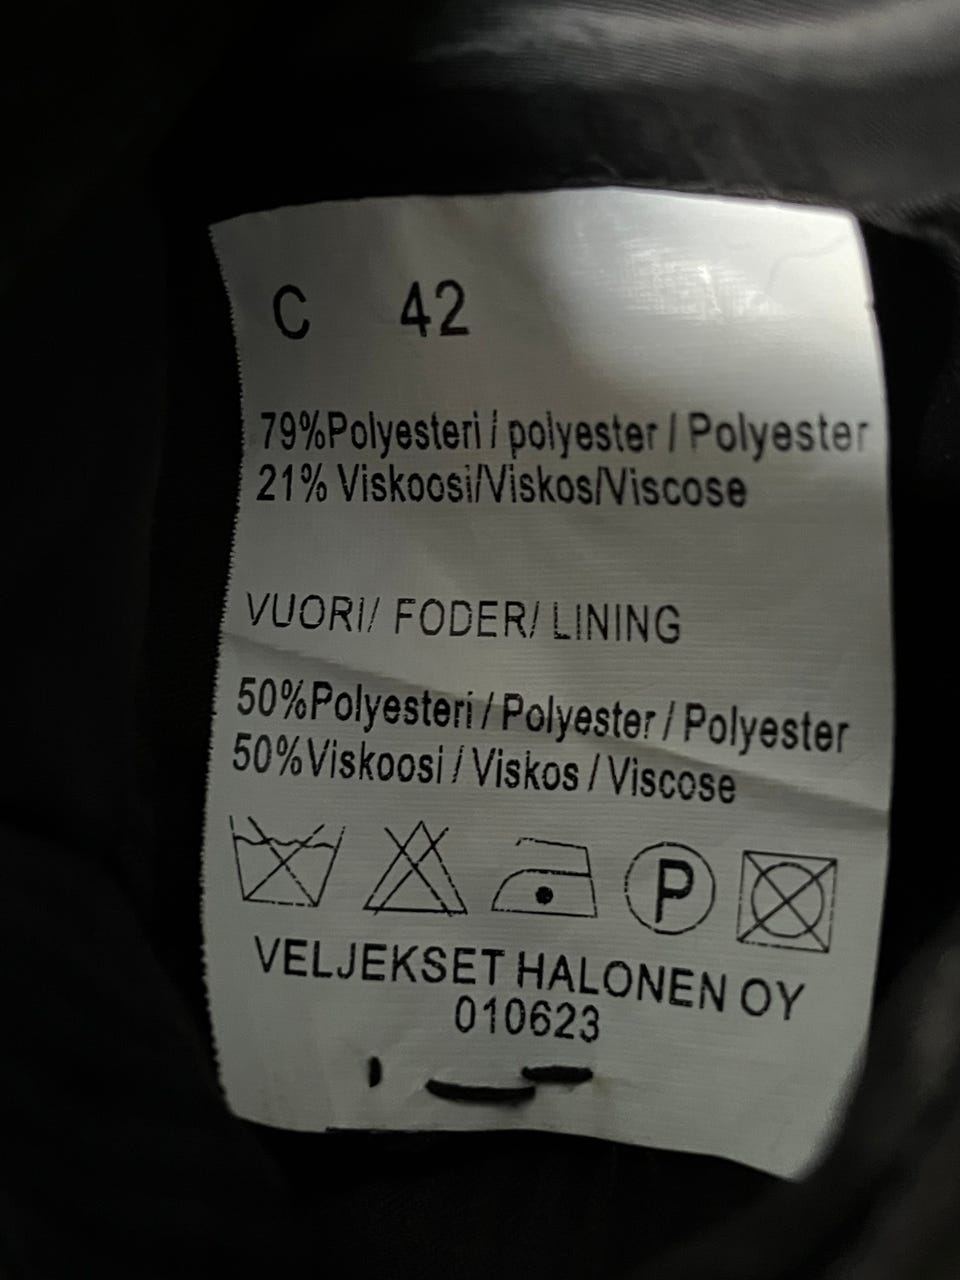 C 42
79%Polyesteri / polyester / Polyester
21% Viskoosi/Viskos/Viscose
VUORI/ FODER/ LINING
50%Polyesteri / Polyester / Polyester
50%Viskoosi / Viskos / Viscose
P
VELJEKSET HALONEN OY
010623